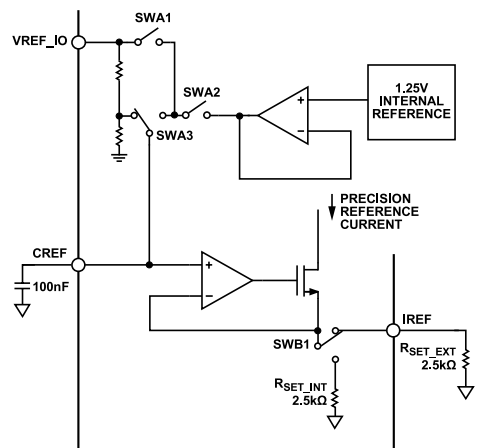 SWA1
VREF_IO
SWA2
1.25V
INTERNAL
REFERENCE
+
−
SWA3
PRECISION
REFERENCE
CURRENT
CREF
100nF
+
−
IREF
SWB1
RSET_EXT
2.5kΩ
RSET_INT
2.5kΩ